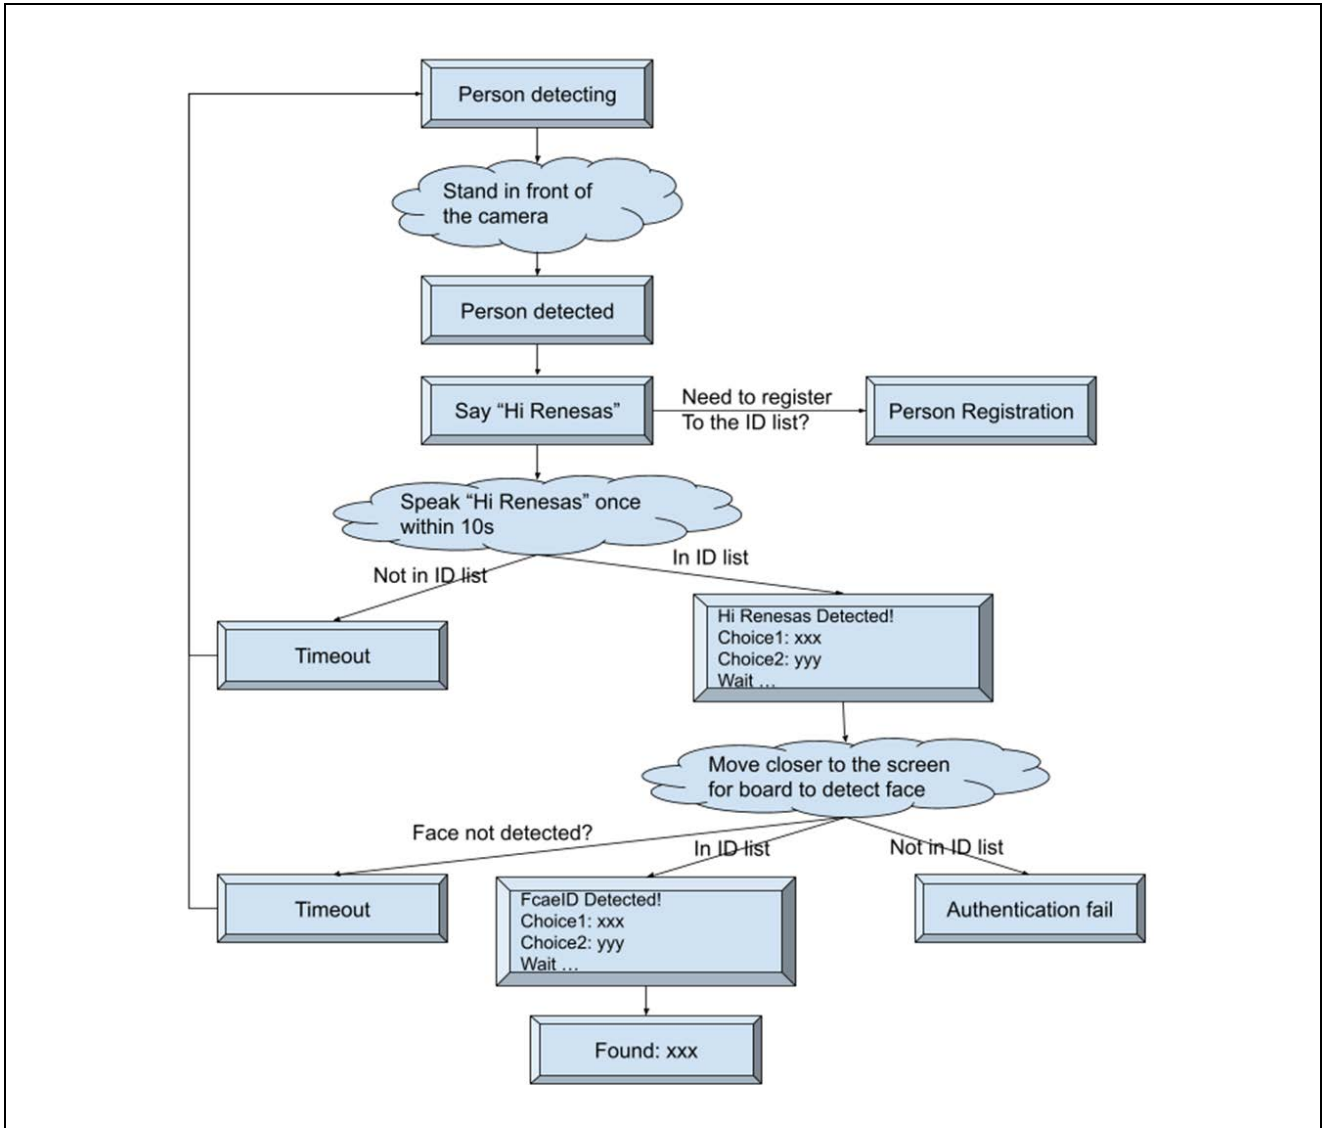 Person detecting
Stand in front of
the camera
Person detected
Say “Hi Renesas”
Need to register
To the ID list?
Person Registration
Speak “Hi Renesas” once
within 10s
Not in ID list
In ID list
Timeout
Hi Renesas Detected!
Choice1: xxx
Choice2: yyy
Wait …
Move closer to the screen
for board to detect face
Face not detected?
In ID list
Not in ID list
Timeout
FcaeID Detected!
Choice1: xxx
Choice2: yyy
Wait …
Authentication fail
Found: xxx